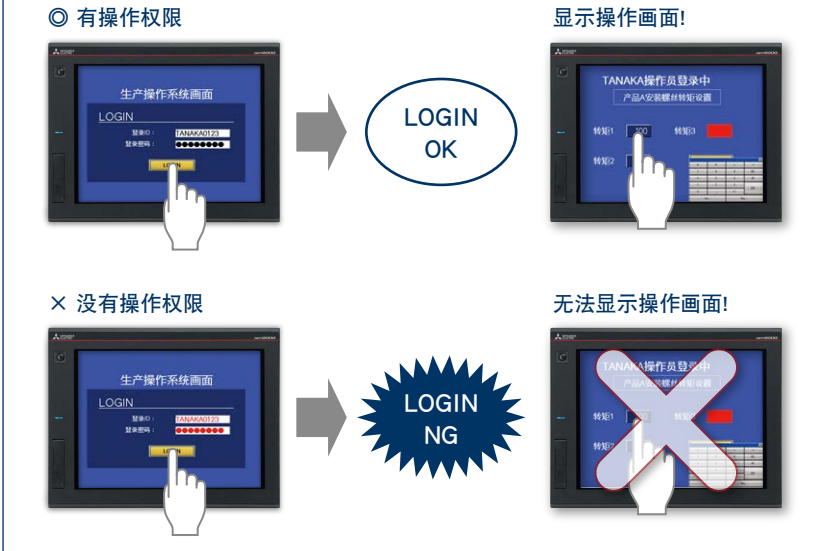 ◎ 有操作权限
显示操作画面!
生产操作系统画面
LOGIN
登录ID：
TANAKA0123
登录密码：
●●●●●●●●
LOGIN
OK
TANAKA操作员登录中
产品A安装螺丝转矩设置
转矩1
100
转矩3
转矩2
× 没有操作权限
无法显示操作画面!
生产操作系统画面
LOGIN
登录ID：
TANAKA0123
登录密码：
●●●●●●●●
LOGIN
NG
TANAKA操作员登录中
产品A安装螺丝转矩设置
转矩1